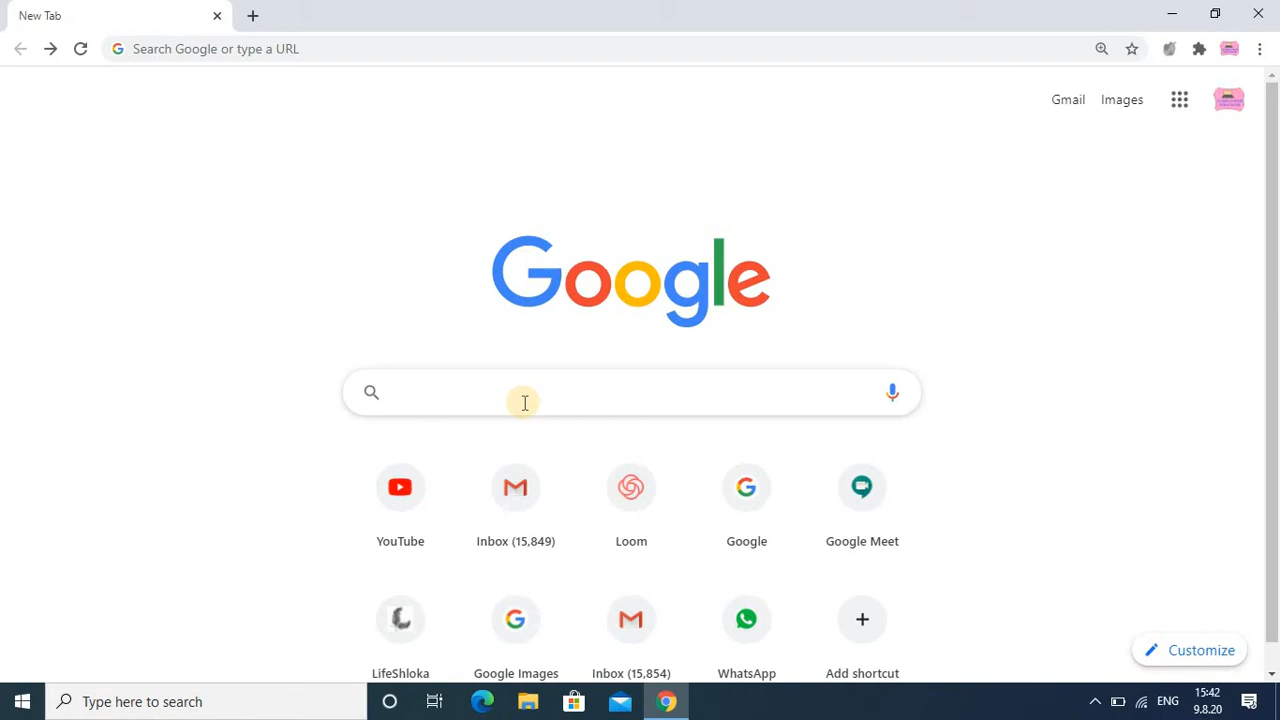 New Tab
Search Google or type a URL
Gmail Images
Google
YouTube Inbox (15,849) Loom Google Google Meet
LifeShloka Google Images Inbox (15,854) WhatsApp Add shortcut
Customize
Type here to search
ENG
15:42
9.8.20